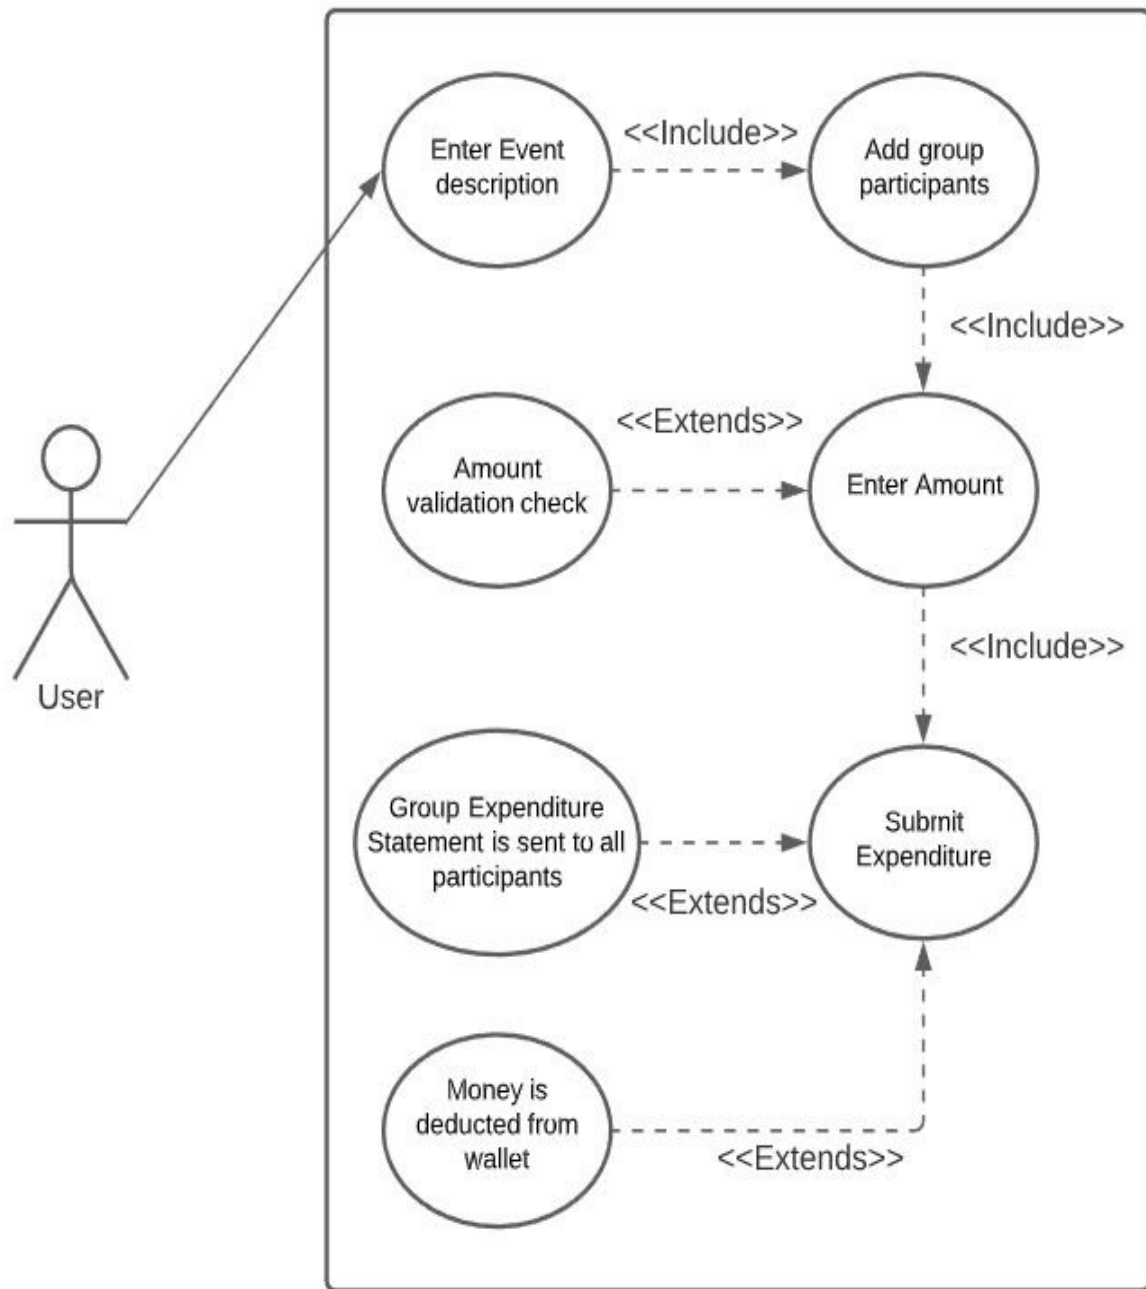 Enter Event
description
<<Include>>
Add group
participants
<<Include>>
Amount
validation check
<<Extends>>
Enter Amount
<<Include>>
User
Group Expenditure
Statement is sent to all
participants
<<Extends>>
Submit
Expenditure
Money is
deducted from
wallet
<<Extends>>